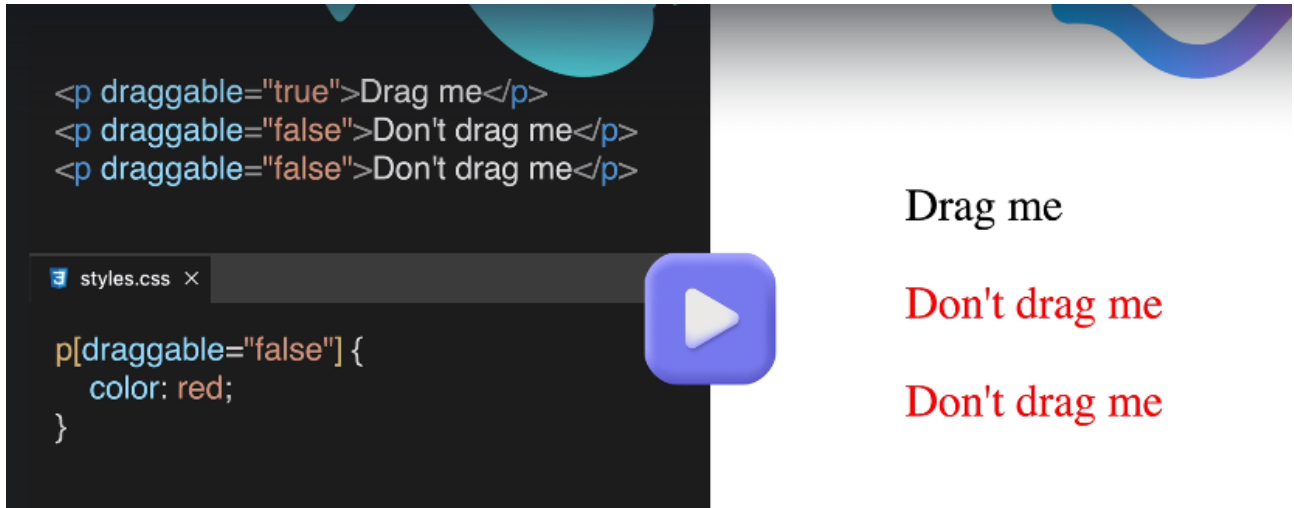 <p draggable="true">Drag me</p>
<p draggable="false">Don't drag me</p>
<p draggable="false">Don't drag me</p>
styles.css ×
p[draggable="false"] {
color: red;
}
Drag me
Don't drag me
Don't drag me